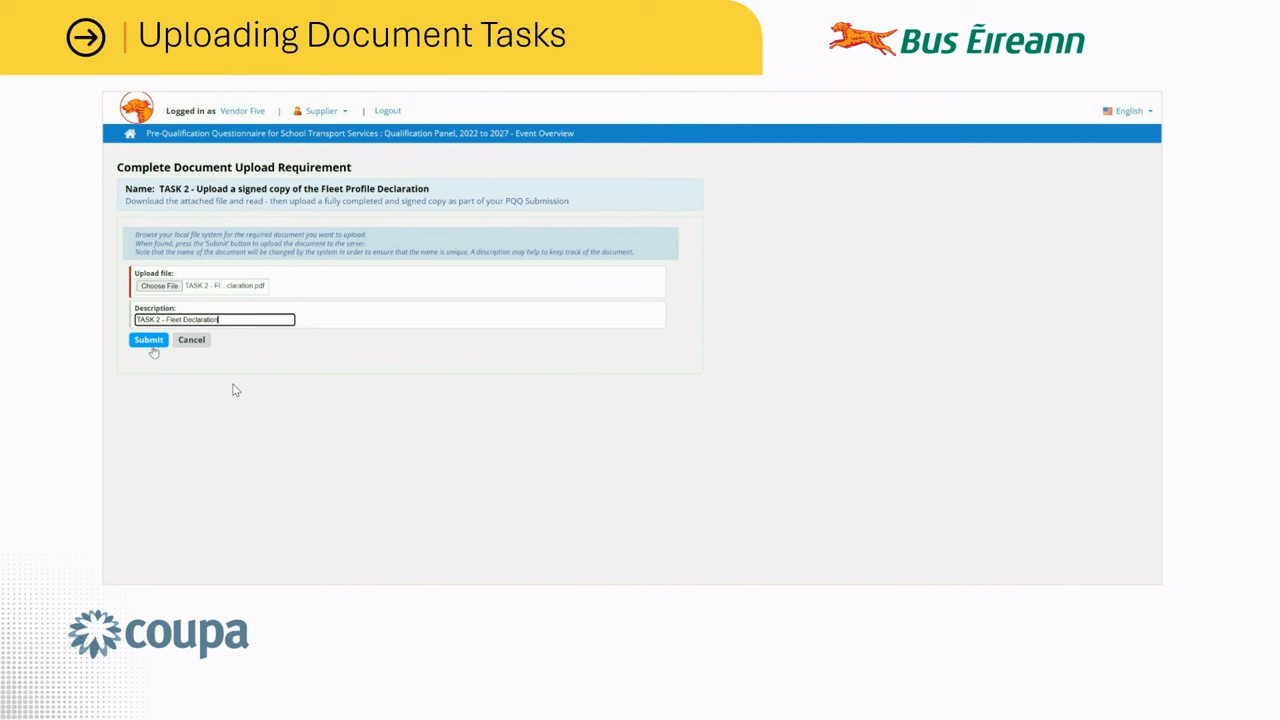 Uploading Document Tasks
Bus Éireann
Logged in as Vendor Five | Supplier | Logout
English
Pre-Qualification Questionnaire for School Transport Services : Qualification Panel, 2022 to 2027 - Event Overview
Complete Document Upload Requirement
Name: TASK 2 - Upload a signed copy of the Fleet Profile Declaration
Download the attached file and read - then upload a fully completed and signed copy as part of your PQQ Submission
Browse your local file system for the required document you want to upload.
When found, press the 'Submit' button to upload the document to the server.
Note that the name of the document will be changed by the system in order to ensure that the name is unique. A description may help to keep track of the document.
Upload file:
Choose File TASK 2 - Fl... claration.pdf
Description:
TASK 2 - Fleet Declaration
Submit Cancel
coupa